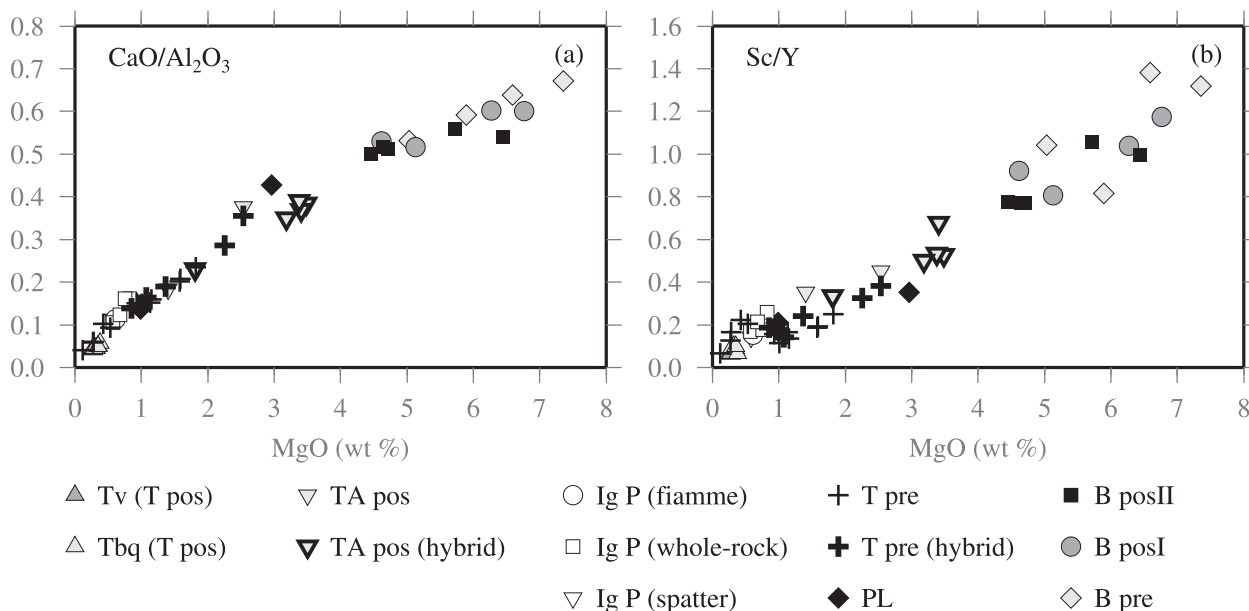 0.8
0.7
0.6
0.5
0.4
0.3
0.2
0.1
0.0
CaO/Al₂O₃
(a)
0 1 2 3 4 5 6 7 8
MgO (wt %)
1.6
1.4
1.2
1.0
0.8
0.6
0.4
0.2
0.0
Sc/Y
(b)
0 1 2 3 4 5 6 7 8
MgO (wt %)
Tv (T pos)
TA pos
Ig P (fiamme)
T pre
B posII
Tbq (T pos)
TA pos (hybrid)
Ig P (whole-rock)
T pre (hybrid)
B posI
Ig P (spatter)
PL
B pre